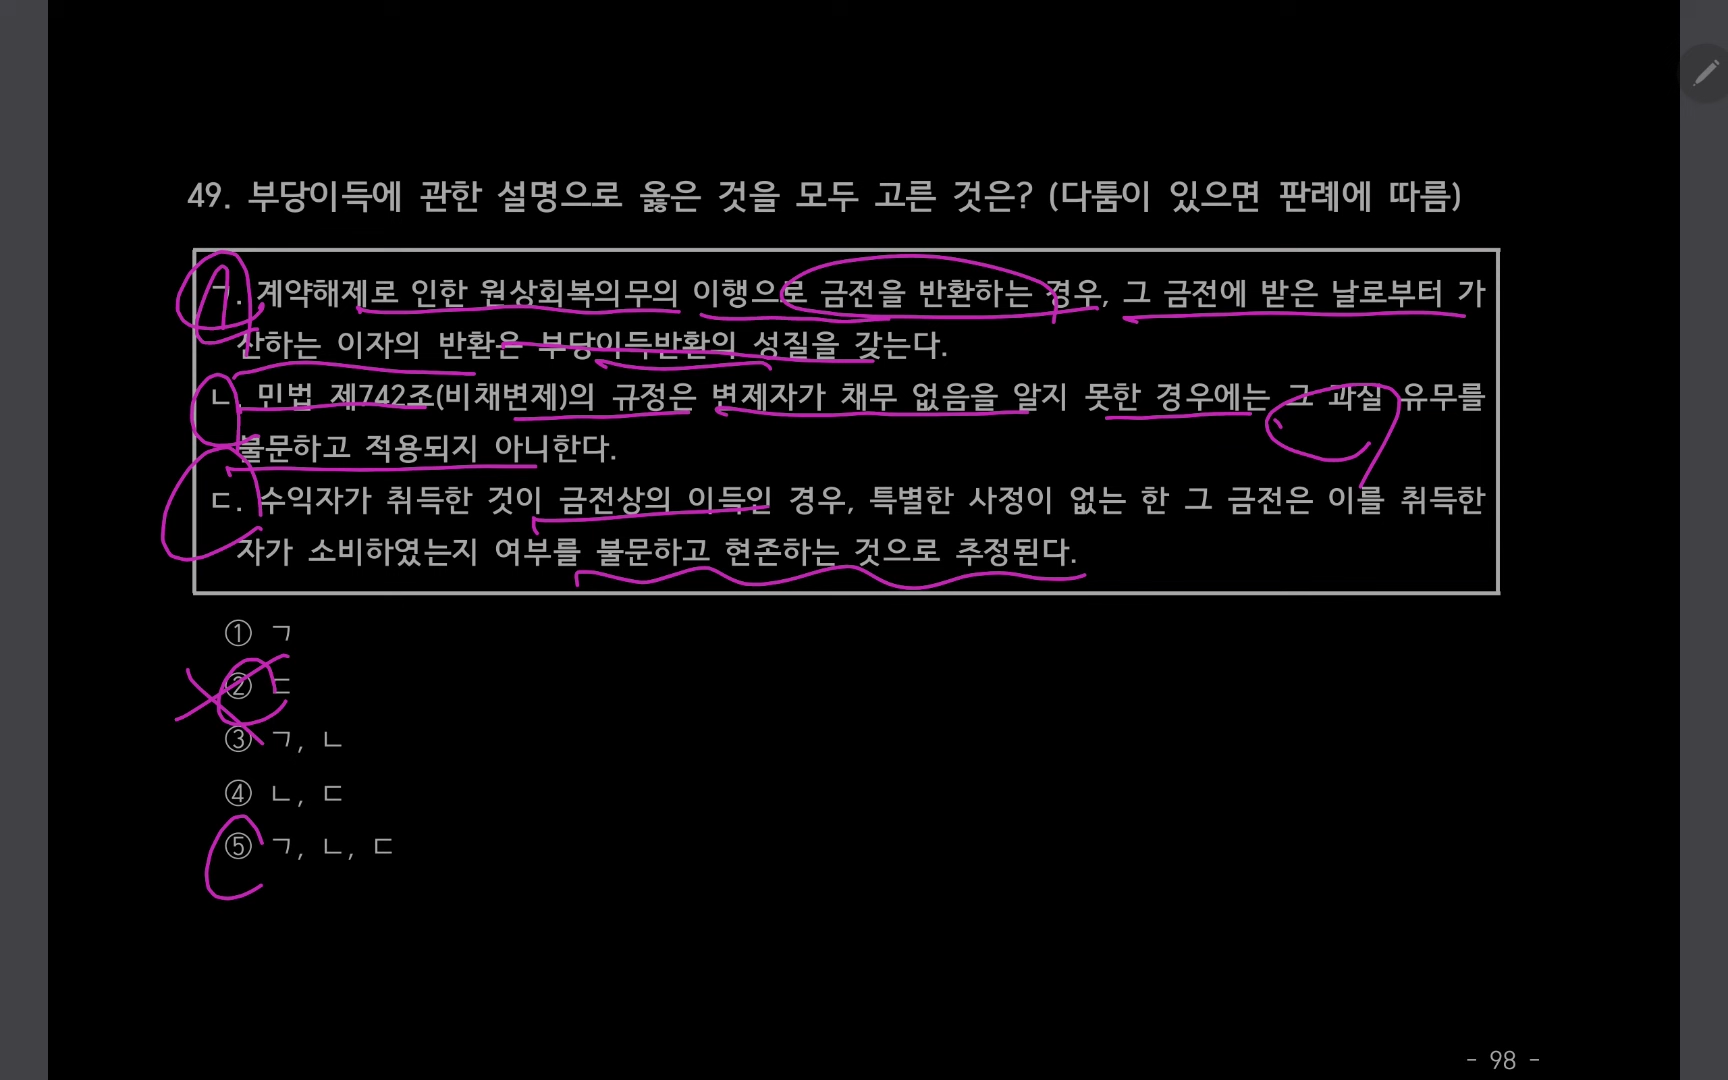 49. 부당이득에 관한 설명으로 옳은 것을 모두 고른 것은? (다툼이 있으면 판례에 따름)
ㄱ. 계약해제로 인한 원상회복의무의 이행으로 금전을 반환하는 경우, 그 금전에 받은 날로부터 가
산하는 이자의 반환은 부당이득반환의 성질을 갖는다.
ㄴ. 민법 제742조(비채변제)의 규정은 변제자가 채무 없음을 알지 못한 경우에는 그 과실 유무를
불문하고 적용되지 아니한다.
ㄷ. 수익자가 취득한 것이 금전상의 이득인 경우, 특별한 사정이 없는 한 그 금전은 이를 취득한
자가 소비하였는지 여부를 불문하고 현존하는 것으로 추정된다.
① ㄱ
② ㄷ
③ ㄱ, ㄴ
④ ㄴ, ㄷ
⑤ ㄱ, ㄴ, ㄷ
- 98 -